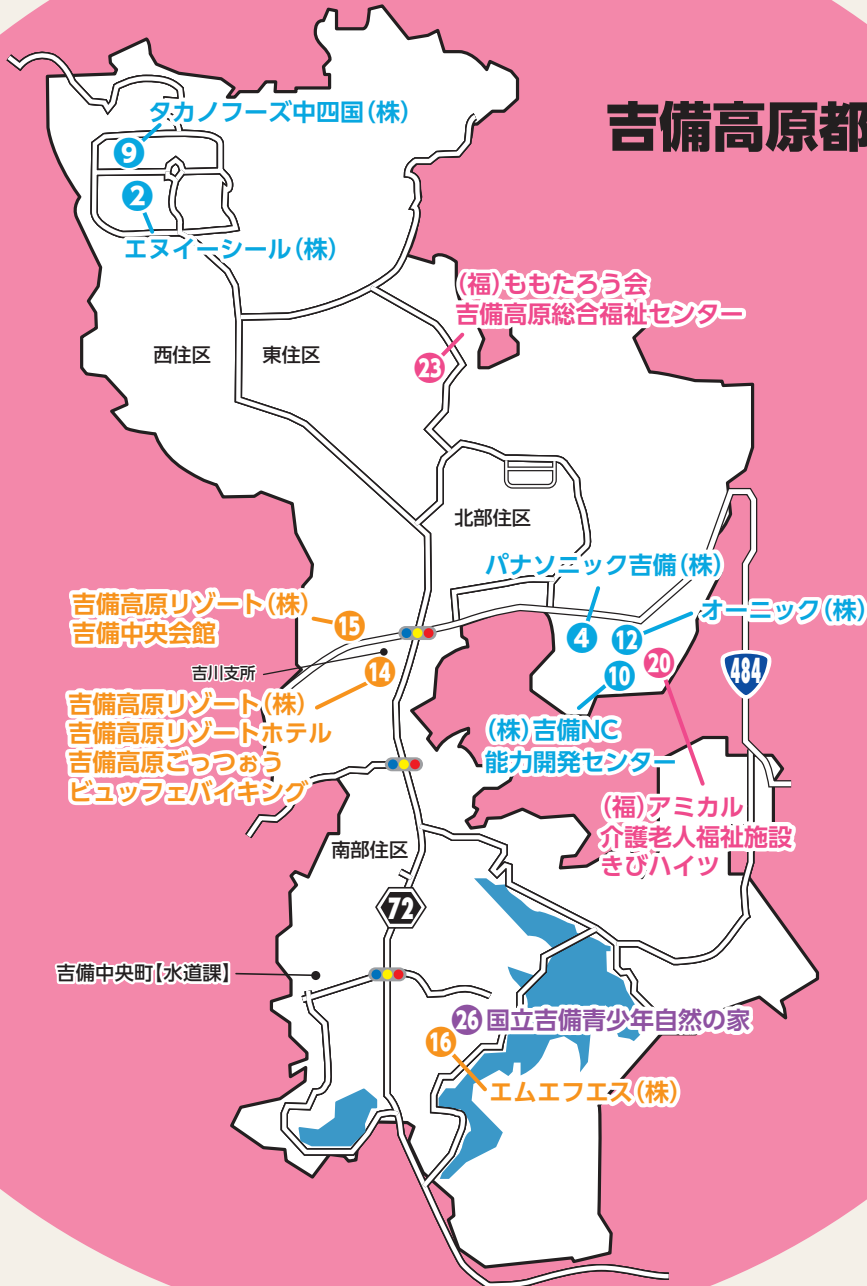 タカノフーズ中四国(株)
吉備高原都
9
2
エヌイーシール(株)
(福)ももたろう会
吉備高原総合福祉センター
23
西住区
東住区
北部住区
パナソニック吉備(株)
4
12
オーニック(株)
10
20
484
(株)吉備NC
能力開発センター
(福)アミカル
介護老人福祉施設
きびハイツ
吉備高原リゾート(株)
吉備中央会館
15
吉川支所
14
吉備高原リゾート(株)
吉備高原リゾートホテル
吉備高原ごっつぉう
ビュッフェバイキング
南部住区
72
吉備中央町【水道課】
26 国立吉備青少年自然の家
16
エムエフエス(株)